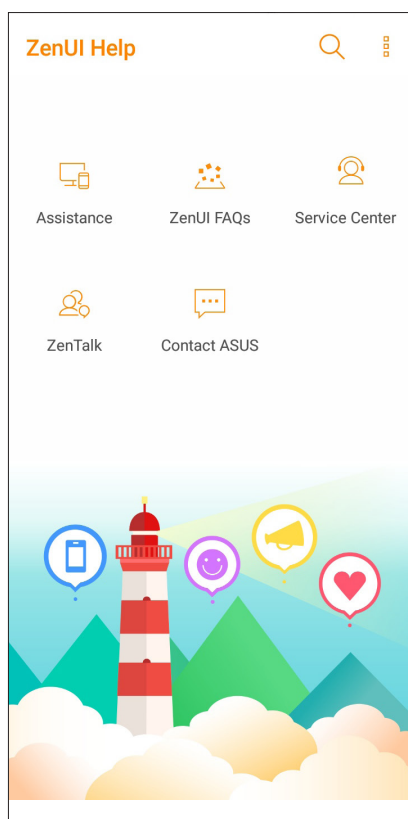 ZenUI Help
Assistance
ZenUI FAQs
Service Center
ZenTalk
Contact ASUS